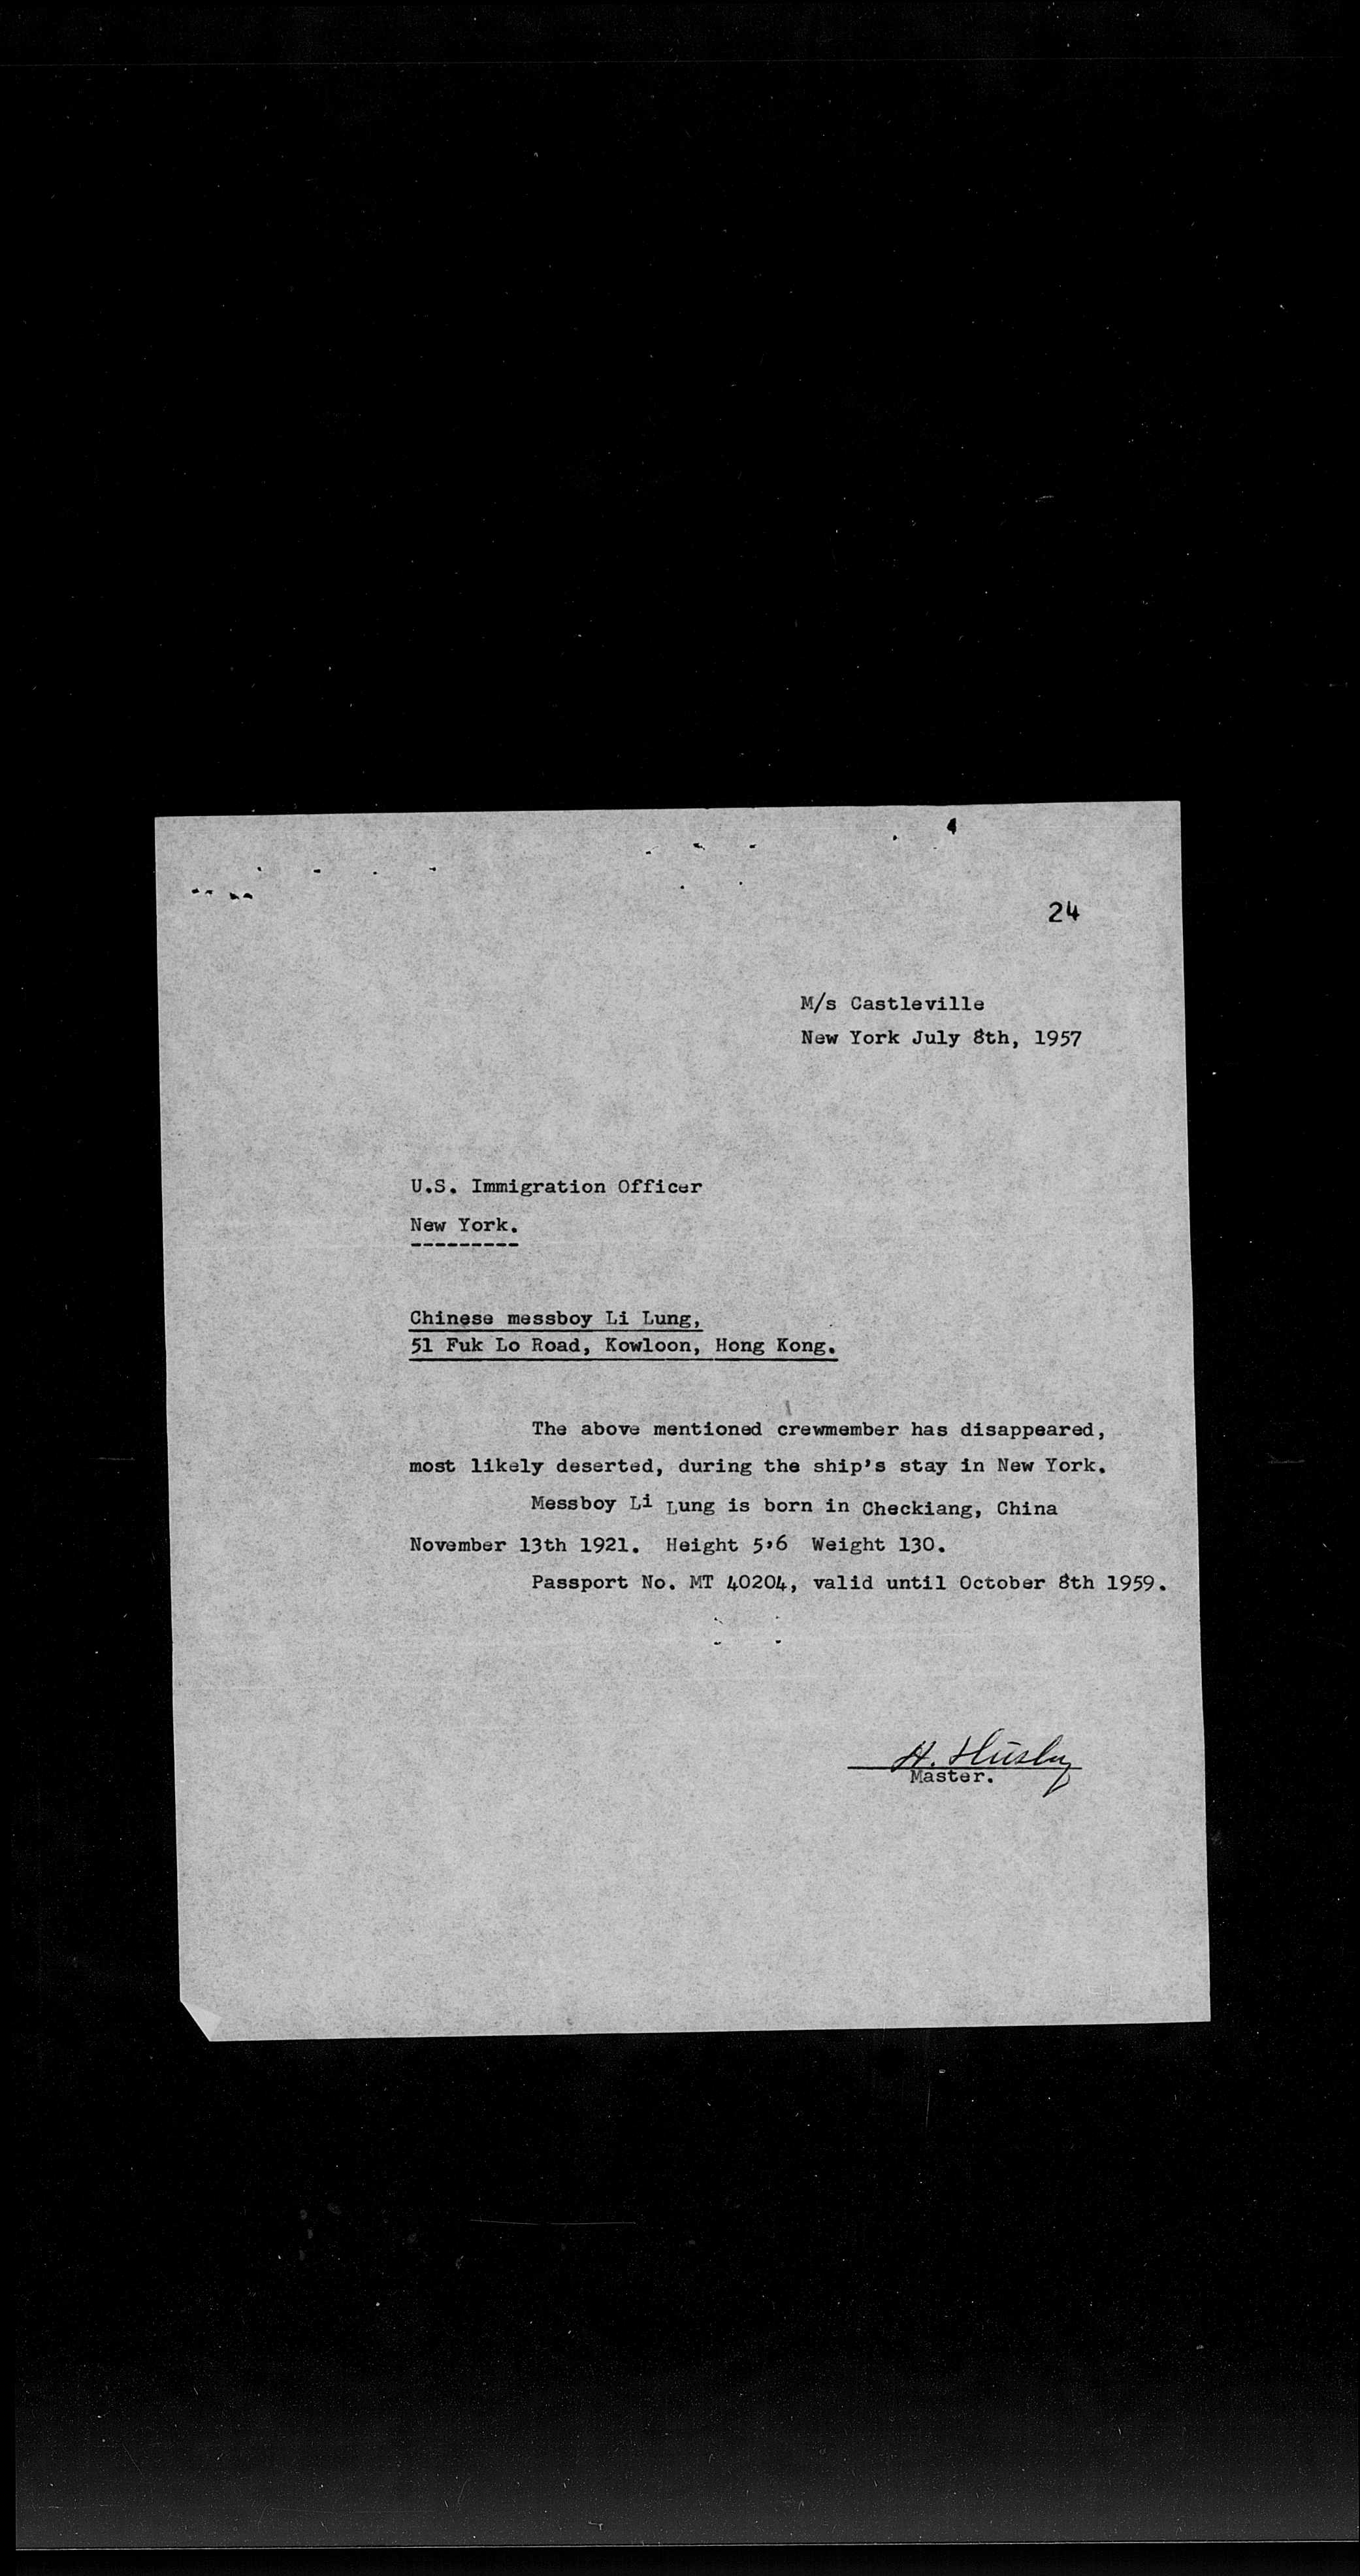 24
M/s Castleville
New York July 8th, 1957
U.S. Immigration Officer
New York.
---------
Chinese messboy Li Lung,
51 Fuk Lo Road, Kowloon, Hong Kong.
The above mentioned crewmember has disappeared,
most likely deserted, during the ship's stay in New York.
Messboy Li Lung is born in Checkiang, China
November 13th 1921. Height 5'6 Weight 130.
Passport No. MT 40204, valid until October 8th 1959.
H. Husby
Master.